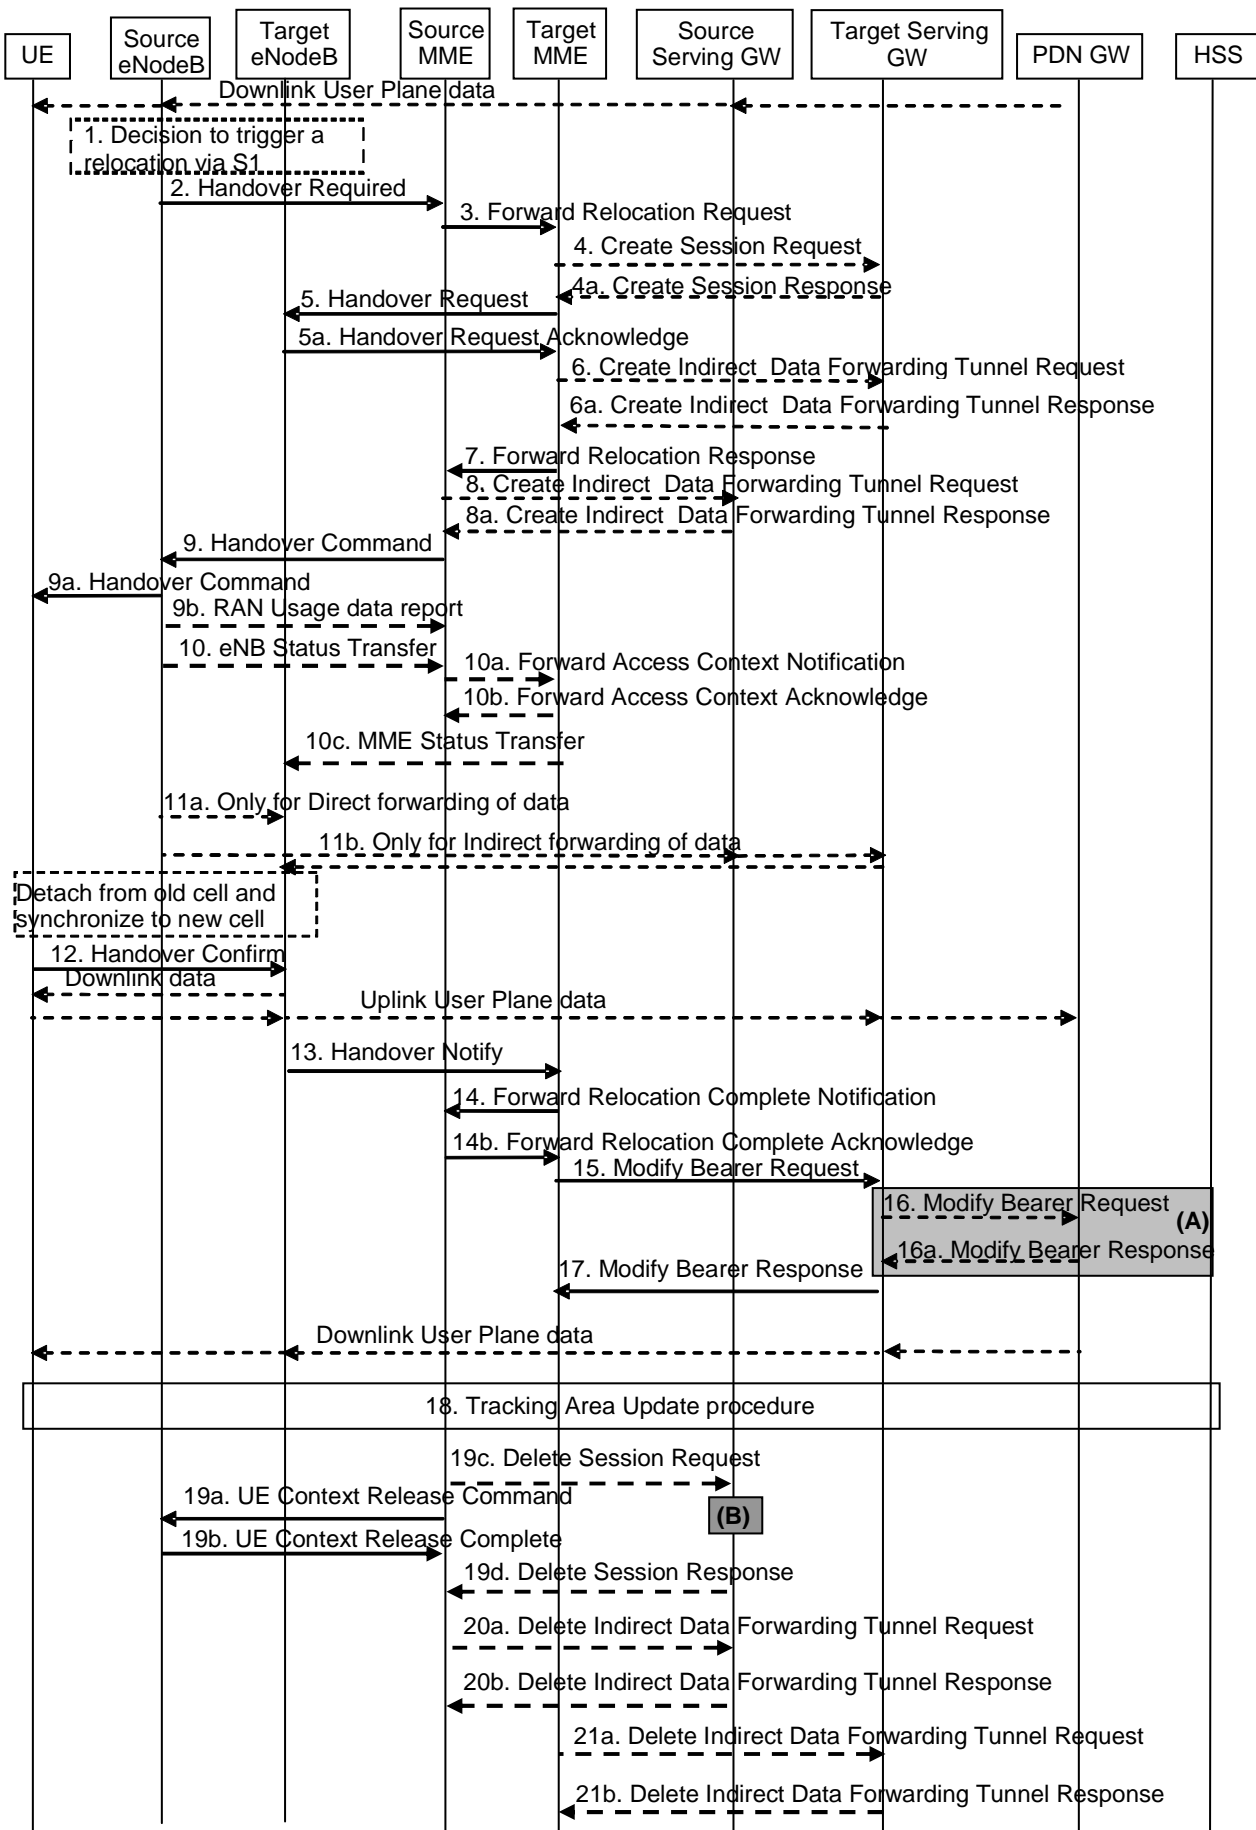 UE
Source
eNodeB
Target
eNodeB
Source
MME
Target
MME
Source
Serving GW
Target Serving
GW
PDN GW
HSS
Downlink User Plane data
1. Decision to trigger a
relocation via S1
2. Handover Required
3. Forward Relocation Request
4. Create Session Request
4a. Create Session Response
5. Handover Request
5a. Handover Request Acknowledge
6. Create Indirect Data Forwarding Tunnel Request
6a. Create Indirect Data Forwarding Tunnel Response
7. Forward Relocation Response
8. Create Indirect Data Forwarding Tunnel Request
8a. Create Indirect Data Forwarding Tunnel Response
9. Handover Command
9a. Handover Command
9b. RAN Usage data report
10. eNB Status Transfer
10a. Forward Access Context Notification
10b. Forward Access Context Acknowledge
10c. MME Status Transfer
11a. Only for Direct forwarding of data
11b. Only for Indirect forwarding of data
Detach from old cell and
synchronize to new cell
12. Handover Confirm
Downlink data
Uplink User Plane data
13. Handover Notify
14. Forward Relocation Complete Notification
14b. Forward Relocation Complete Acknowledge
15. Modify Bearer Request
16. Modify Bearer Request
(A)
16a. Modify Bearer Response
17. Modify Bearer Response
Downlink User Plane data
18. Tracking Area Update procedure
19c. Delete Session Request
19a. UE Context Release Command
(B)
19b. UE Context Release Complete
19d. Delete Session Response
20a. Delete Indirect Data Forwarding Tunnel Request
20b. Delete Indirect Data Forwarding Tunnel Response
21a. Delete Indirect Data Forwarding Tunnel Request
21b. Delete Indirect Data Forwarding Tunnel Response